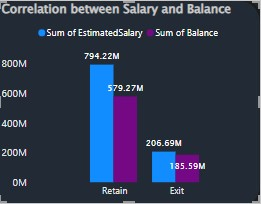 Correlation between Salary and Balance
Sum of EstimatedSalary Sum of Balance
794.22M
800M
579.27M
600M
400M
206.69M
200M
185.59M
0M
Retain Exit